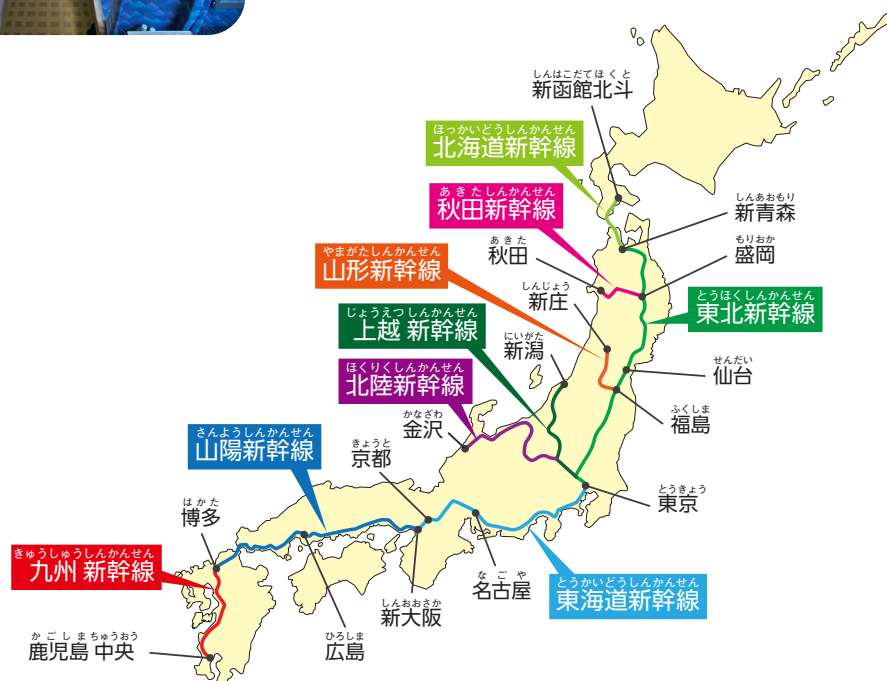 しんはこだてほくと
新函館北斗
ほっかいどうしんかんせん
北海道新幹線
あきたしんかんせん
秋田新幹線
しんあおもり
新青森
あきた
秋田
もりおか
盛岡
やまがたしんかんせん
山形新幹線
しんじょう
新庄
とうほくしんかんせん
東北新幹線
じょうえつしんかんせん
上越 新幹線
にいがた
新潟
せんだい
仙台
ほくりくしんかんせん
北陸新幹線
ふくしま
福島
かなざわ
金沢
さんようしんかんせん
山陽新幹線
きょうと
京都
とうきょう
東京
はかた
博多
きゅうしゅうしんかんせん
九州 新幹線
なごや
名古屋
とうかいどうしんかんせん
東海道新幹線
しんおおさか
新大阪
ひろしま
広島
かごしまちゅうおう
鹿児島 中央